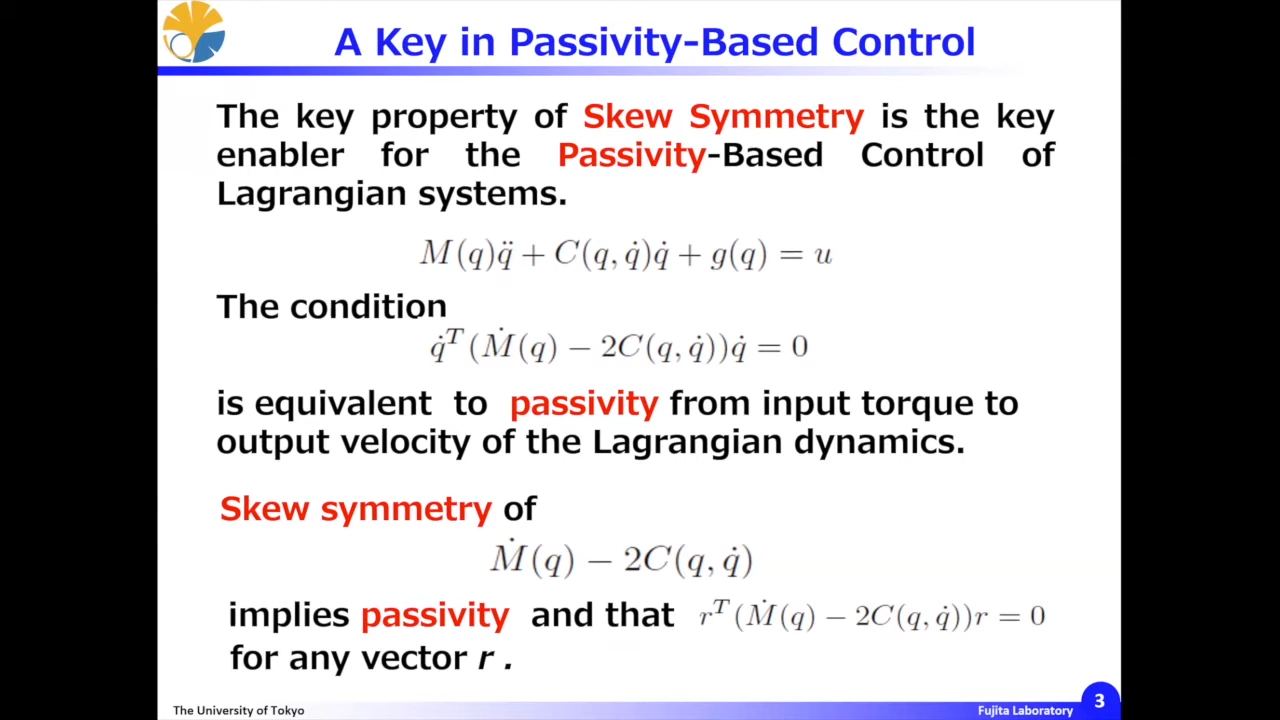 A Key in Passivity-Based Control
The key property of Skew Symmetry is the key
enabler for the Passivity-Based Control of
Lagrangian systems.
M(q)q̈ + C(q, q̇)q̇ + g(q) = u
The condition
q̇ᵀ(Ṁ(q) − 2C(q, q̇))q̇ = 0
is equivalent to passivity from input torque to
output velocity of the Lagrangian dynamics.
Skew symmetry of
Ṁ(q) − 2C(q, q̇)
implies passivity and that rᵀ(Ṁ(q) − 2C(q, q̇))r = 0
for any vector r .
The University of Tokyo
Fujita Laboratory
3